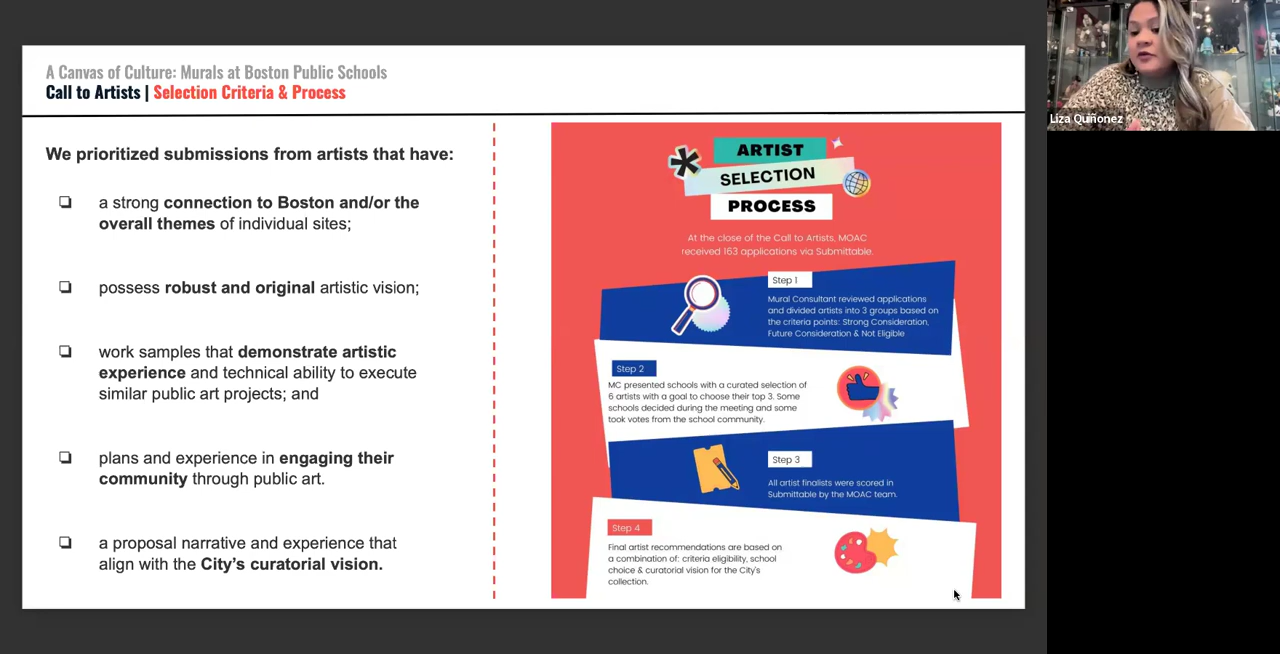 A Canvas of Culture: Murals at Boston Public Schools
Call to Artists | Selection Criteria & Process
We prioritized submissions from artists that have:
a strong connection to Boston and/or the
overall themes of individual sites;
possess robust and original artistic vision;
work samples that demonstrate artistic
experience and technical ability to execute
similar public art projects; and
plans and experience in engaging their
community through public art.
a proposal narrative and experience that
align with the City's curatorial vision.
ARTIST
SELECTION
PROCESS
At the close of the Call to Artists, MOAC
received 163 applications via Submittable.
Step 1
Mural Consultant reviewed applications
and divided artists into 3 groups based on
the criteria points: Strong Consideration,
Future Consideration & Not Eligible
Step 2
MC presented schools with a curated selection of
6 artists with a goal to choose their top 3. Some
schools decided during the meeting and some
took votes from the school community.
Step 3
All artist finalists were scored in
Submittable by the MOAC team.
Step 4
Final artist recommendations are based on
a combination of: criteria eligibility, school
choice & curatorial vision for the City's
collection.
Liza Quiñonez